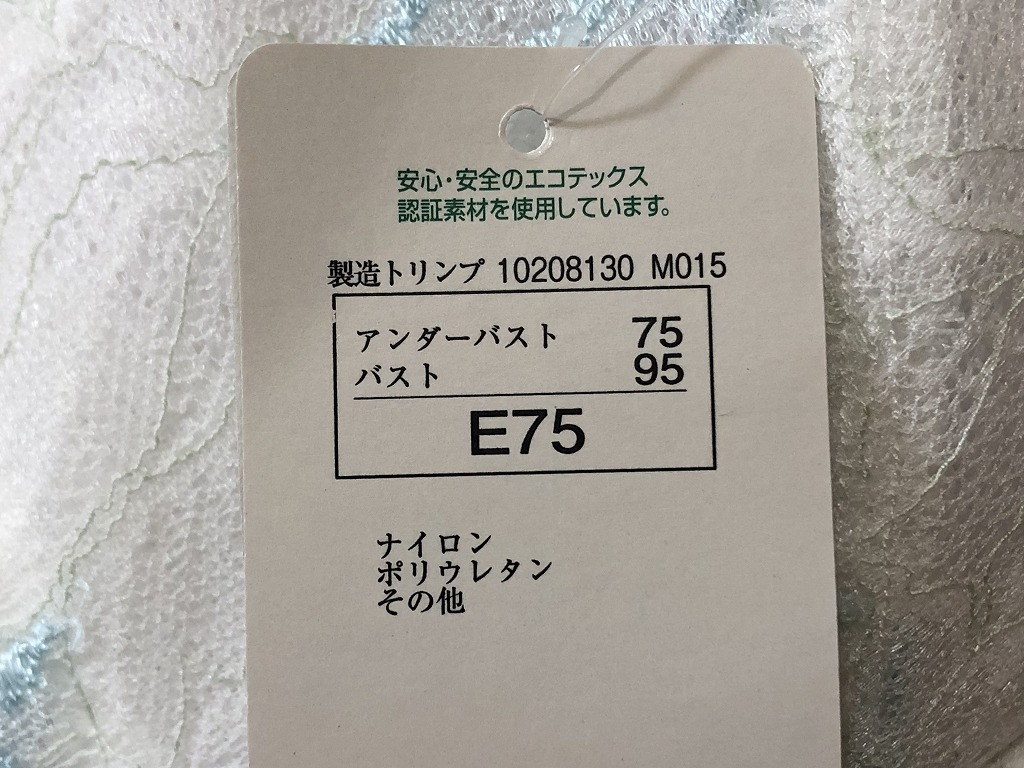 安心・安全のエコテックス
認証素材を使用しています。
製造トリンプ 10208130 M015
アンダーバスト 75
バスト 95
E75
ナイロン
ポリウレタン
その他